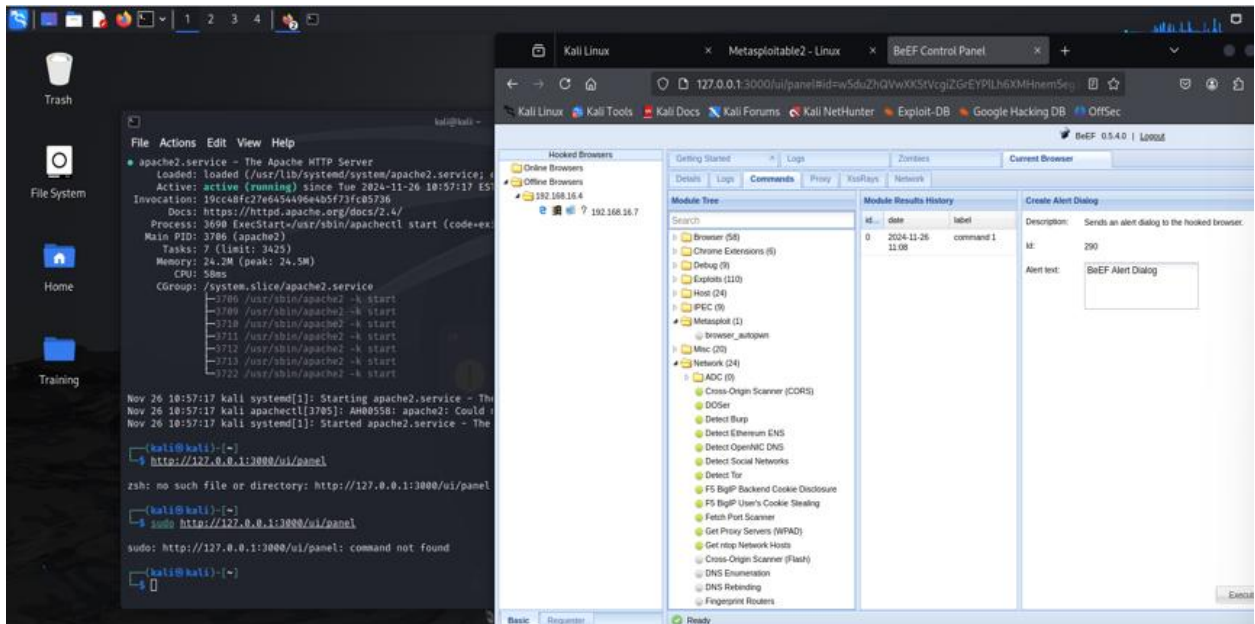 1 2 3 4
Trash
File System
Home
Training
kali@kali: ~
File Actions Edit View Help
● apache2.service - The Apache HTTP Server
Loaded: loaded (/usr/lib/systemd/system/apache2.service;
Active: active (running) since Tue 2024-11-26 10:57:17 EST
Invocation: 19cc48fc27e6454496e4b5f73fc05736
Docs: https://httpd.apache.org/docs/2.4/
Process: 3690 ExecStart=/usr/sbin/apachectl start (code=ex
Main PID: 3706 (apache2)
Tasks: 7 (limit: 3425)
Memory: 24.2M (peak: 24.5M)
CPU: 58ms
CGroup: /system.slice/apache2.service
├─3706 /usr/sbin/apache2 -k start
├─3709 /usr/sbin/apache2 -k start
├─3710 /usr/sbin/apache2 -k start
├─3711 /usr/sbin/apache2 -k start
├─3712 /usr/sbin/apache2 -k start
├─3713 /usr/sbin/apache2 -k start
└─3722 /usr/sbin/apache2 -k start
Nov 26 10:57:17 kali systemd[1]: Starting apache2.service - The
Nov 26 10:57:17 kali apachectl[3705]: AH00558: apache2: Could
Nov 26 10:57:17 kali systemd[1]: Started apache2.service - The
┌──(kali㉿kali)-[~]
└─$ http://127.0.0.1:3000/ui/panel
zsh: no such file or directory: http://127.0.0.1:3000/ui/panel
┌──(kali㉿kali)-[~]
└─$ sudo http://127.0.0.1:3000/ui/panel
sudo: http://127.0.0.1:3000/ui/panel: command not found
┌──(kali㉿kali)-[~]
└─$
Kali Linux × Metasploitable2 - Linux × BeEF Control Panel × +
Kali Linux Kali Tools Kali Docs Kali Forums Kali NetHunter Exploit-DB Google Hacking DB OffSec
BeEF 0.5.4.0 | Logout
Hooked Browsers
Online Browsers
Offline Browsers
192.168.16.4
? 192.168.16.7
Basic Requester
Getting Started × Logs Zombies Current Browser
Details Logs Commands Proxy XssRays Network
Module Tree
Search
Browser (58)
Chrome Extensions (6)
Debug (9)
Exploits (110)
Host (24)
IPEC (9)
Metasploit (1)
browser_autopwn
Misc (20)
Network (24)
ADC (0)
Cross-Origin Scanner (CORS)
DOSer
Detect Burp
Detect Ethereum ENS
Detect OpenNIC DNS
Detect Social Networks
Detect Tor
F5 BigIP Backend Cookie Disclosure
F5 BigIP User's Cookie Stealing
Fetch Port Scanner
Get Proxy Servers (WPAD)
Get ntop Network Hosts
Cross-Origin Scanner (Flash)
DNS Enumeration
DNS Rebinding
Fingerprint Routers
Module Results History
id... date label
0 2024-11-26 command 1
11:08
Create Alert Dialog
Description: Sends an alert dialog to the hooked browser.
Id: 290
Alert text: BeEF Alert Dialog
Execut
Ready